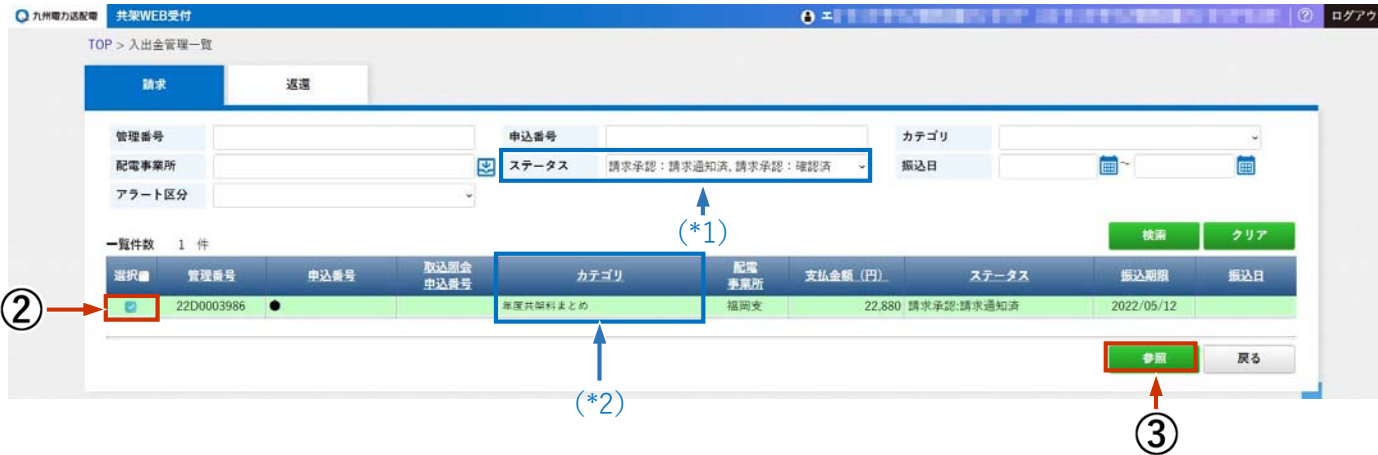 九州電力送配電 共架WEB受付 エ ? ログアウ
TOP > 入出金管理一覧
請求 返還
管理番号 申込番号 カテゴリ
配電事業所 ステータス 請求承認：請求通知済, 請求承認：確認済 振込日 ~
アラート区分
(*1)
一覧件数 1 件 検索 クリア
選択 管理番号 申込番号 取込照会申込番号 カテゴリ 配電事業所 支払金額（円） ステータス 振込期限 振込日
② 22D0003986 ● 年度共架料まとめ 福岡支 22,880 請求承認:請求通知済 2022/05/12
参照 戻る
(*2)
③